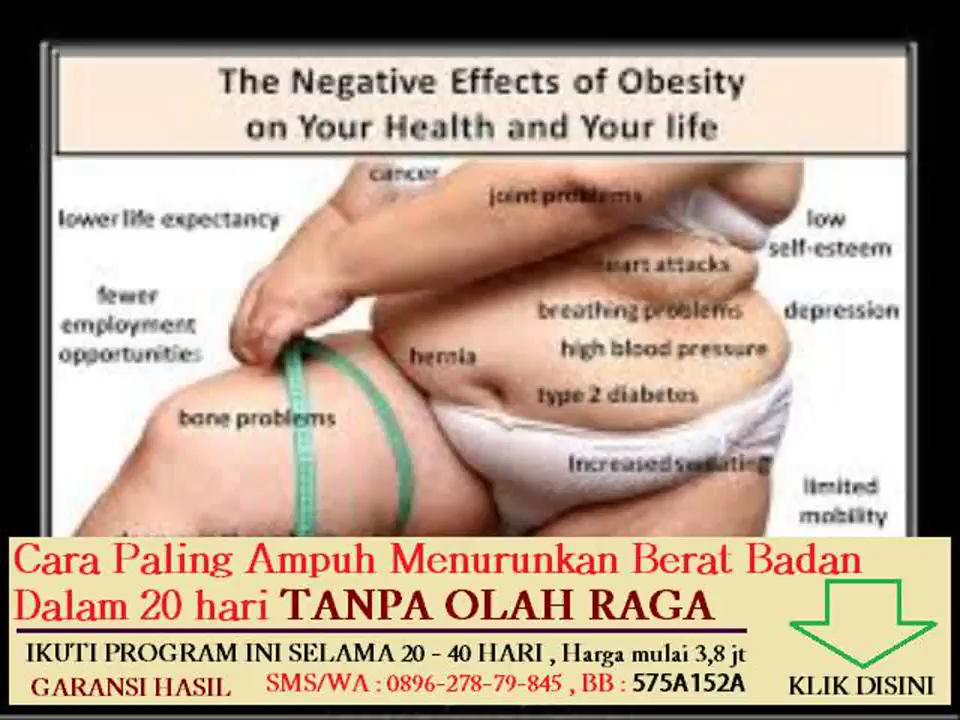 The Negative Effects of Obesity
on Your Health and Your life
cancer
joint problems
lower life expectancy
low
self-esteem
heart attacks
fewer
employment
opportunities
breathing problems
depression
hernia
high blood pressure
type 2 diabetes
bone problems
Increased sweating
limited
mobility
Cara Paling Ampuh Menurunkan Berat Badan
Dalam 20 hari TANPA OLAH RAGA
IKUTI PROGRAM INI SELAMA 20 - 40 HARI , Harga mulai 3,8 jt
GARANSI HASIL SMS/WA : 0896-278-79-845 , BB : 575A152A
KLIK DISINI